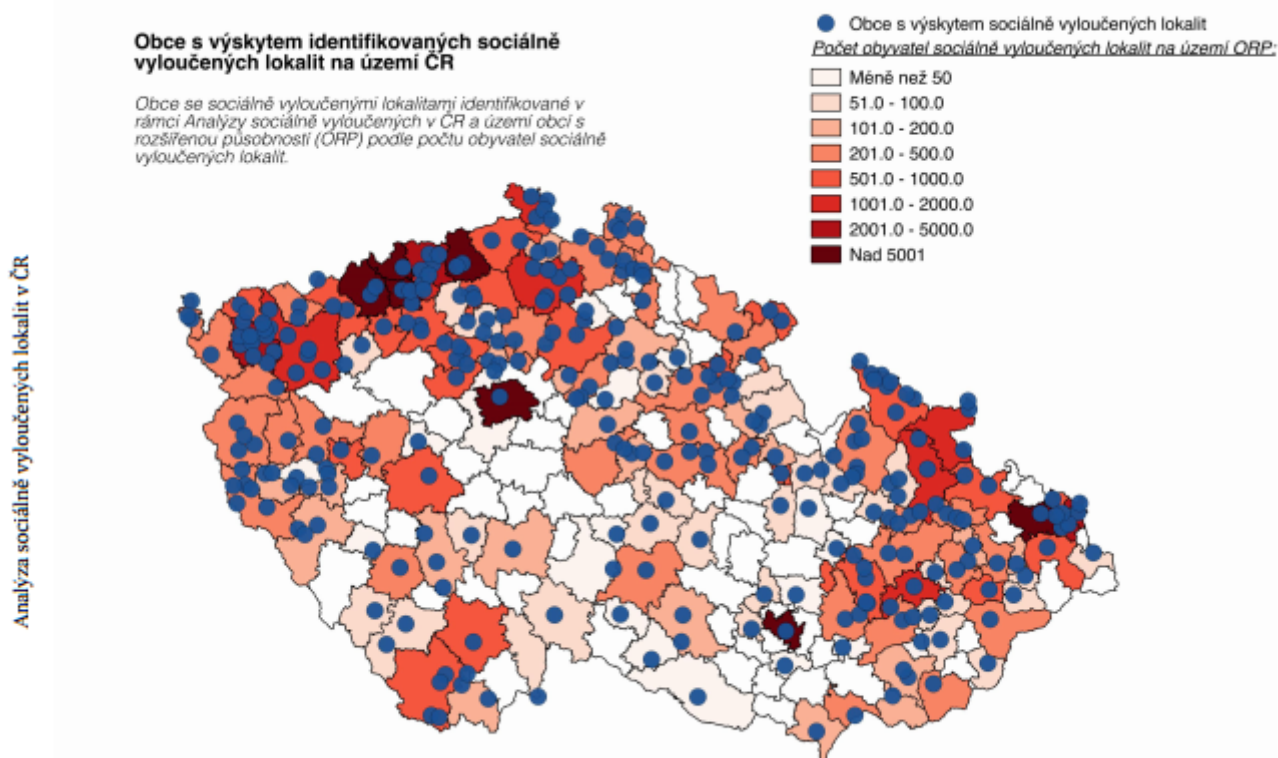 Analýza sociálně vyloučených lokalit v ČR
Obce s výskytem identifikovaných sociálně
vyloučených lokalit na území ČR
Obce se sociálně vyloučenými lokalitami identifikované v
rámci Analýzy sociálně vyloučených v ČR a území obcí s
rozšířenou působností (ORP) podle počtu obyvatel sociálně
vyloučených lokalit.
Obce s výskytem sociálně vyloučených lokalit
Počet obyvatel sociálně vyloučených lokalit na území ORP:
Méně než 50
51.0 - 100.0
101.0 - 200.0
201.0 - 500.0
501.0 - 1000.0
1001.0 - 2000.0
2001.0 - 5000.0
Nad 5001